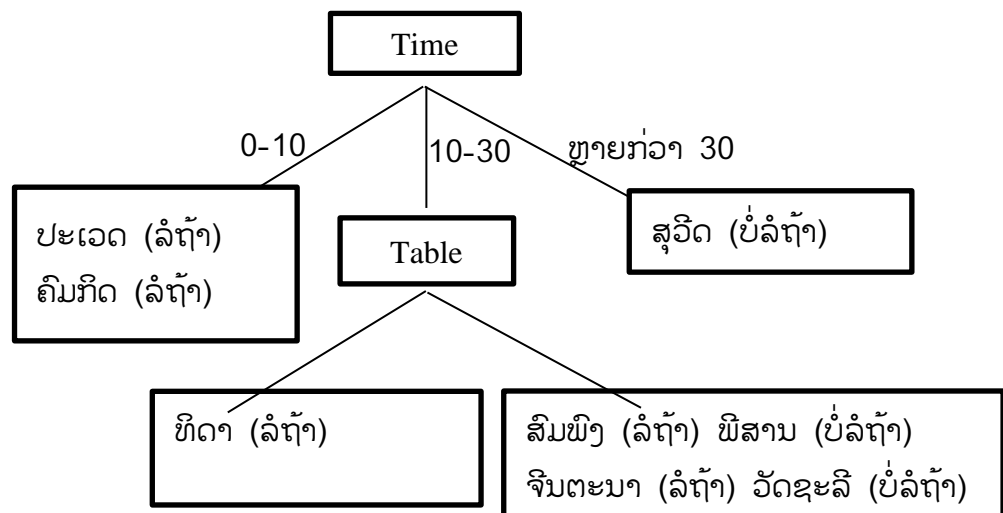 Time
0-10
10-30
ຫຼາຍກ່ວາ 30
ປະເວດ (ລໍຖ້າ)
ຄົມກິດ (ລໍຖ້າ)
Table
ສຸວີດ (ບໍ່ລໍຖ້າ)
ທິດາ (ລໍຖ້າ)
ສົມພົງ (ລໍຖ້າ) ພີສານ (ບໍ່ລໍຖ້າ)
ຈີນຕະນາ (ລໍຖ້າ) ວັດຊະລີ (ບໍ່ລໍຖ້າ)